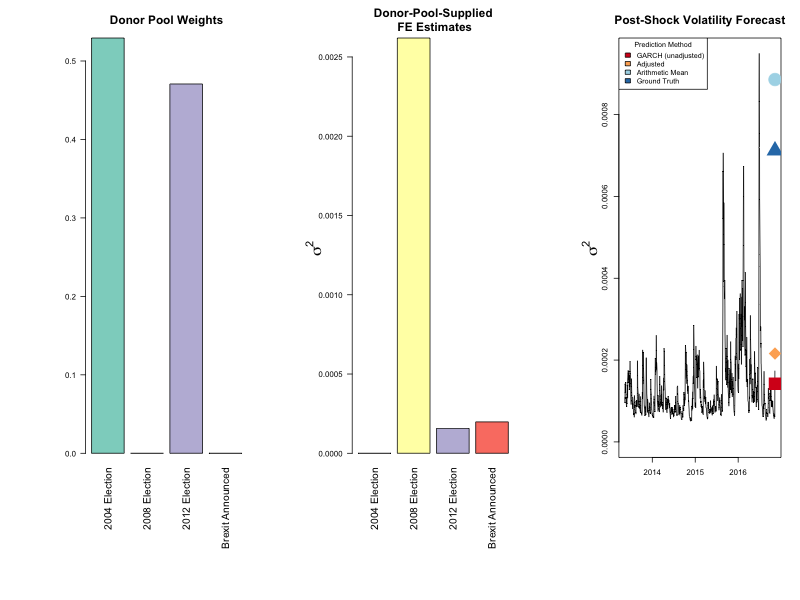 Donor Pool Weights
0.5
0.4
0.3
0.2
0.1
0.0
2004 Election
2008 Election
2012 Election
Brexit Announced
Donor-Pool-Supplied
FE Estimates
σ²
0.0025
0.0020
0.0015
0.0010
0.0005
0.0000
2004 Election
2008 Election
2012 Election
Brexit Announced
Post-Shock Volatility Forecast
Prediction Method
GARCH (unadjusted)
Adjusted
Arithmetic Mean
Ground Truth
σ²
0.0008
0.0006
0.0004
0.0002
0.0000
2014
2015
2016